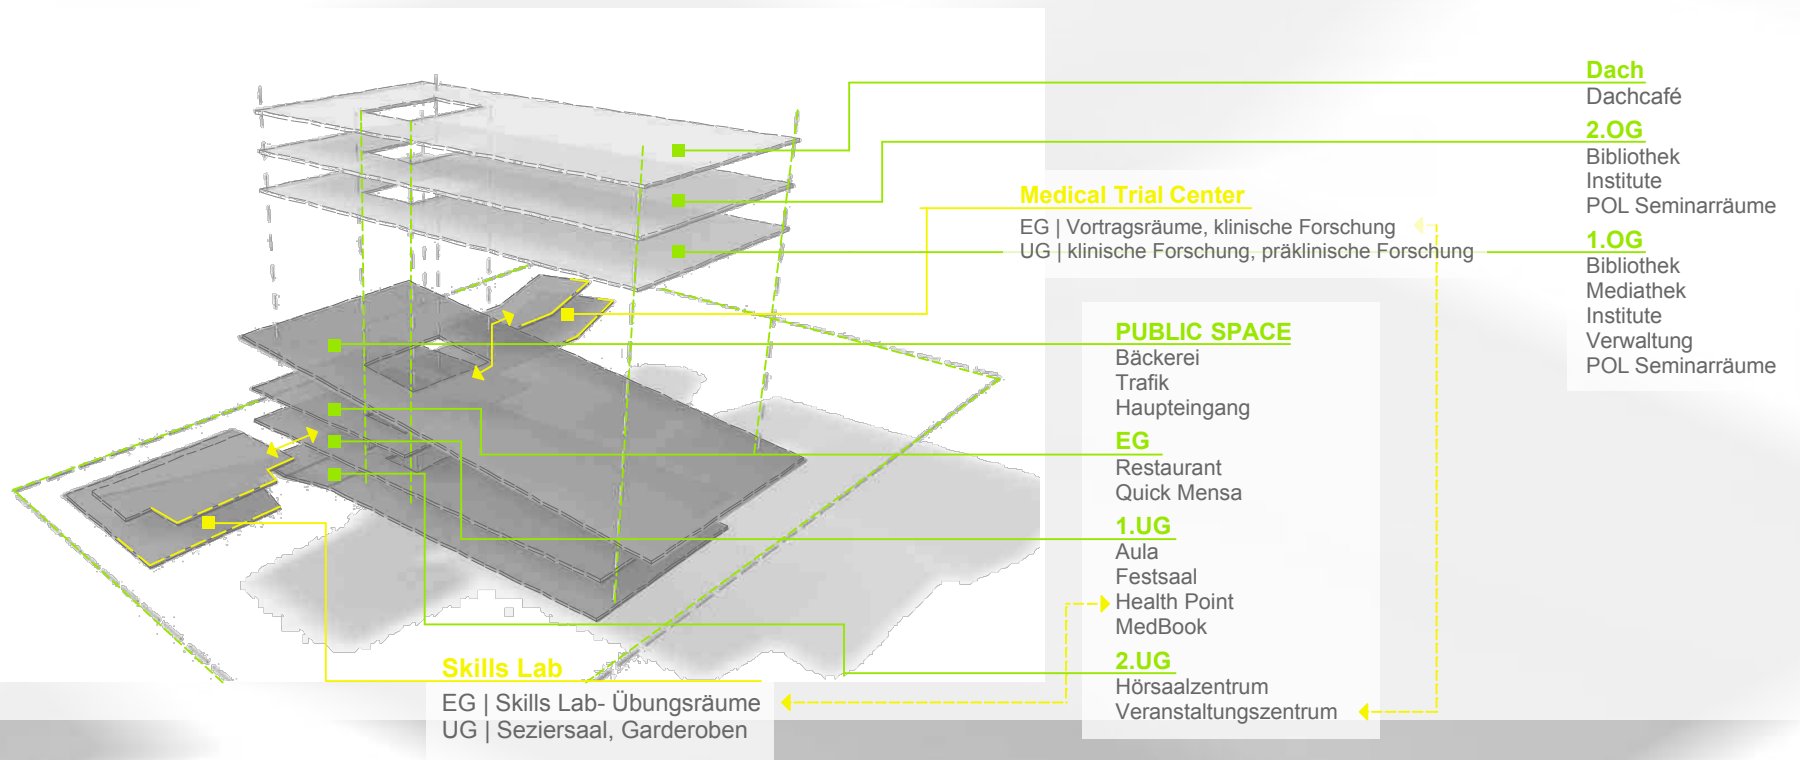 Dach
Dachcafé
2.OG
Bibliothek
Institute
POL Seminarräume
1.OG
Bibliothek
Mediathek
Institute
Verwaltung
POL Seminarräume
Medical Trial Center
EG | Vortragsräume, klinische Forschung
UG | klinische Forschung, präklinische Forschung
PUBLIC SPACE
Bäckerei
Trafik
Haupteingang
EG
Restaurant
Quick Mensa
1.UG
Aula
Festsaal
Health Point
MedBook
2.UG
Hörsaalzentrum
Veranstaltungszentrum
Skills Lab
EG | Skills Lab- Übungsräume
UG | Seziersaal, Garderoben